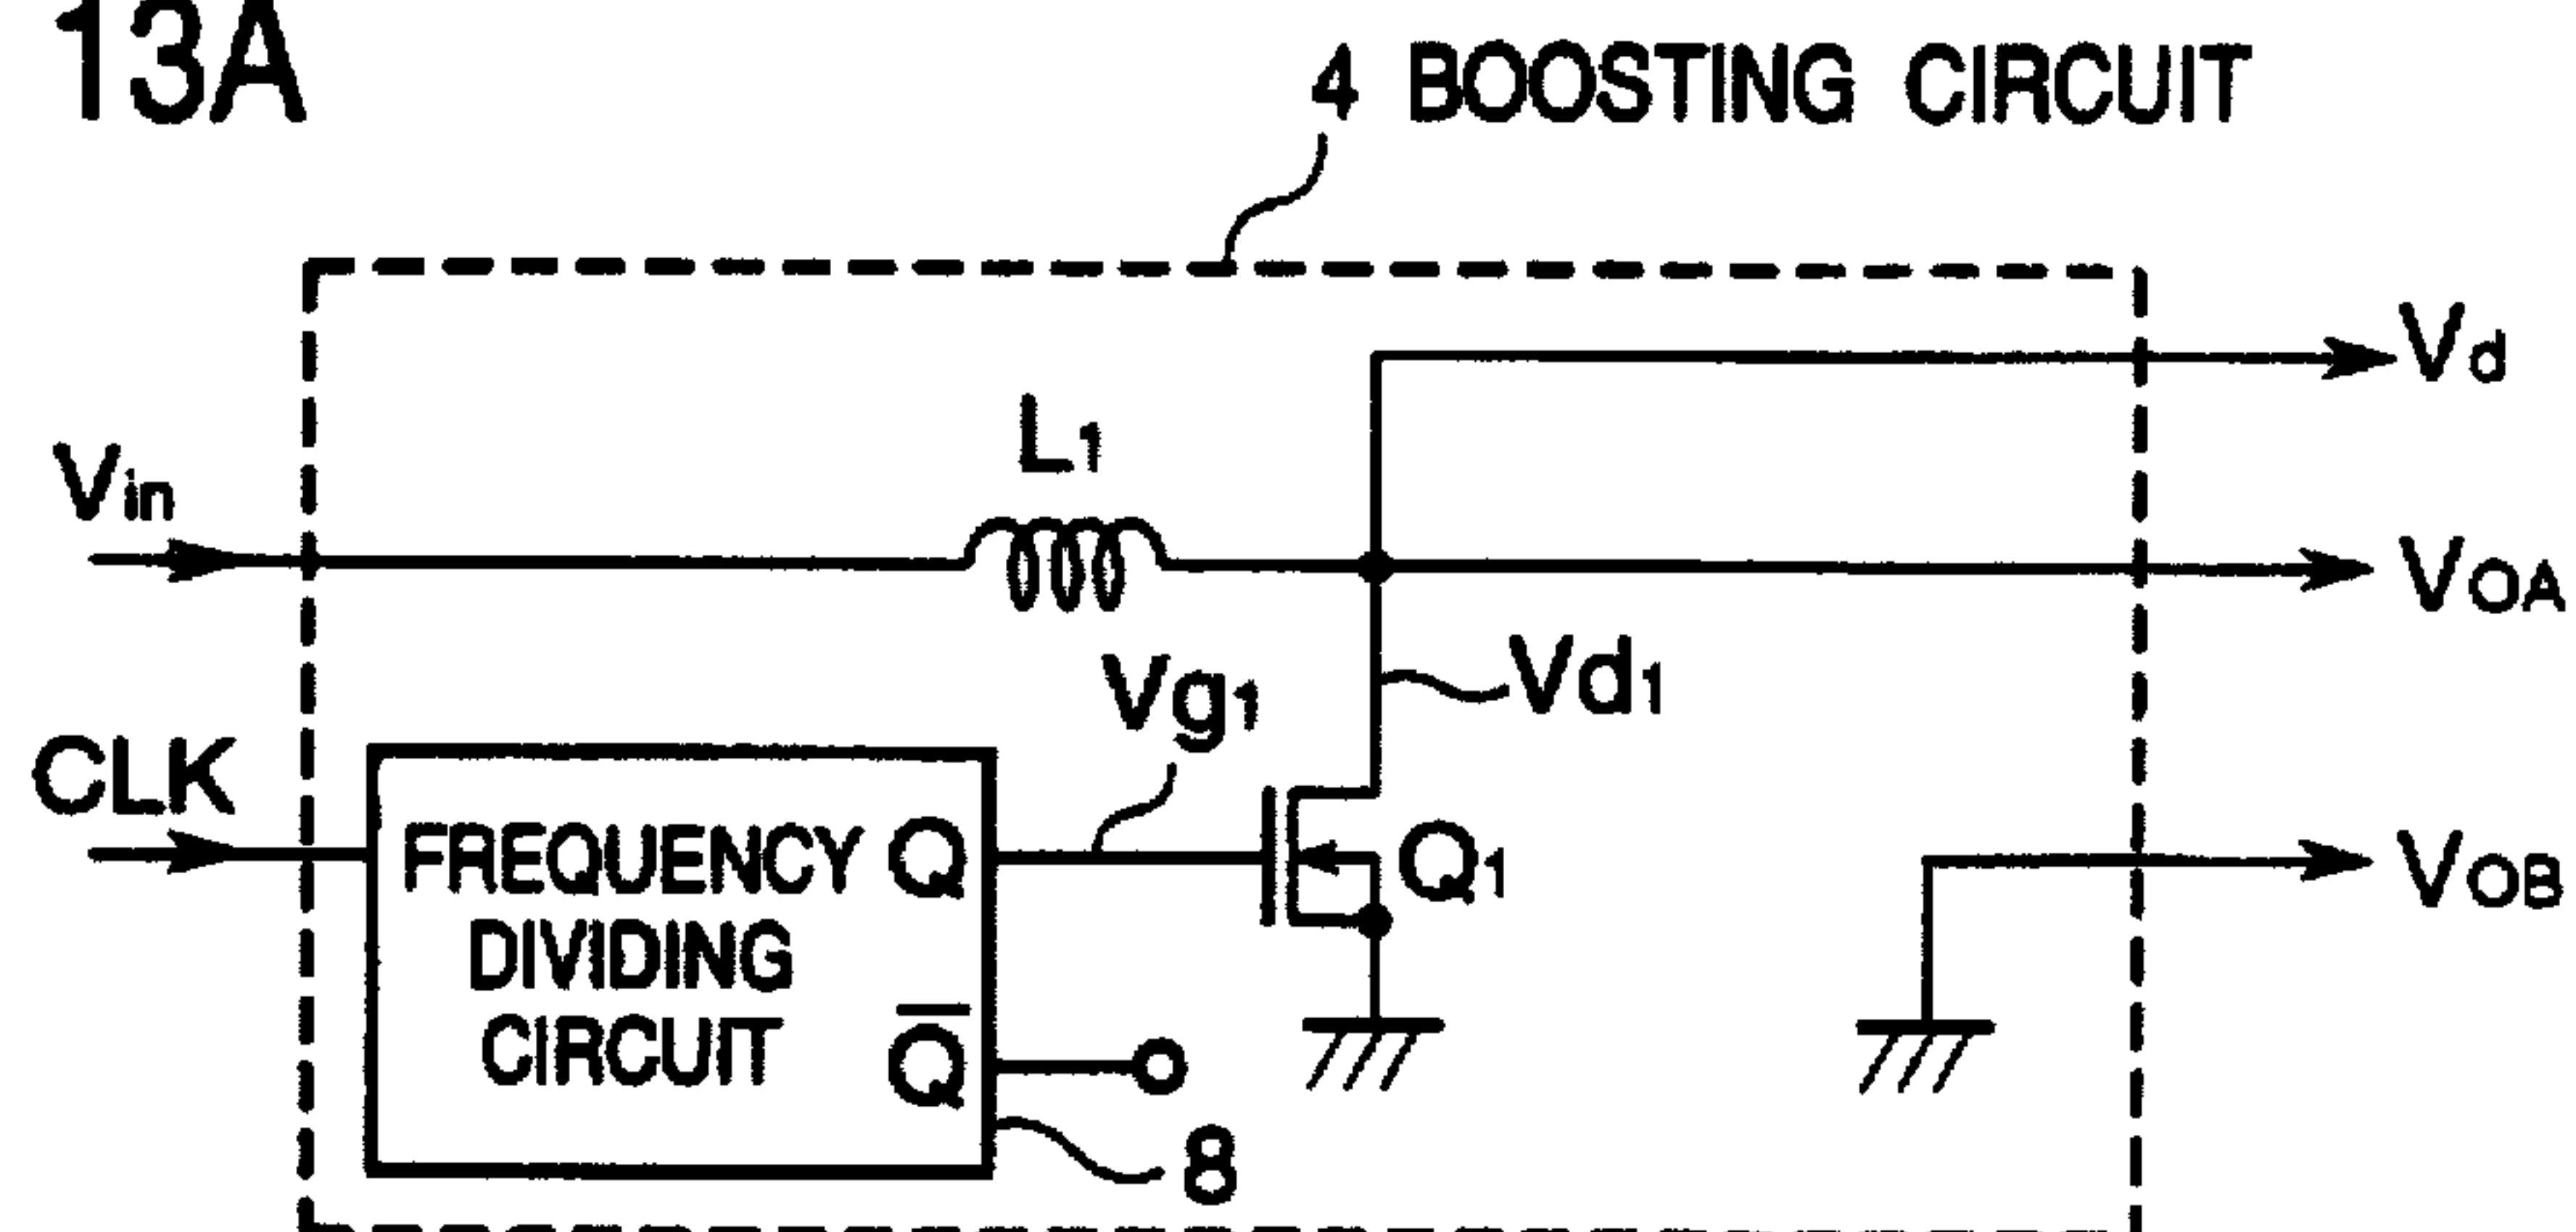 13A
4 BOOSTING CIRCUIT
Vd
L1
Vin
VOA
Vg1
Vd1
CLK
FREQUENCY Q
DIVIDING
CIRCUIT
Q̅
Q1
VOB
8